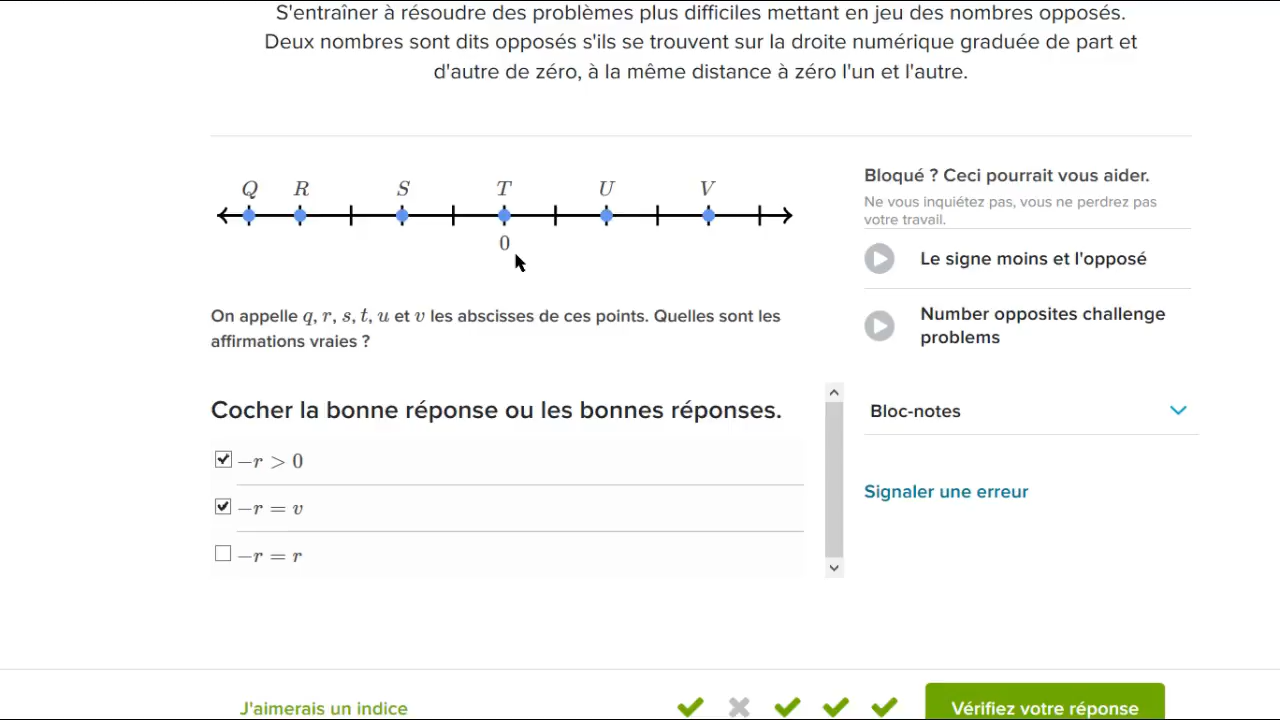 S'entraîner à résoudre des problèmes plus difficiles mettant en jeu des nombres opposés.
Deux nombres sont dits opposés s'ils se trouvent sur la droite numérique graduée de part et
d'autre de zéro, à la même distance à zéro l'un et l'autre.
Q R S T U V
0
On appelle q, r, s, t, u et v les abscisses de ces points. Quelles sont les
affirmations vraies ?
Cocher la bonne réponse ou les bonnes réponses.
−r > 0
−r = v
−r = r
Bloqué ? Ceci pourrait vous aider.
Ne vous inquiétez pas, vous ne perdrez pas
votre travail.
Le signe moins et l'opposé
Number opposites challenge
problems
Bloc-notes
Signaler une erreur
J'aimerais un indice
Vérifiez votre réponse